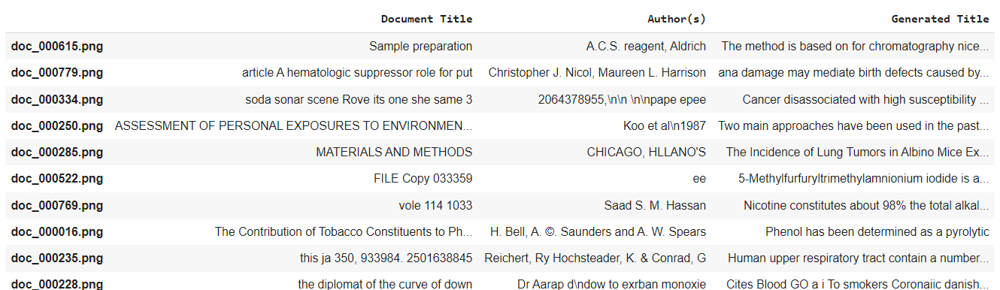 Document Title Author(s) Generated Title
doc_000615.png Sample preparation A.C.S. reagent, Aldrich The method is based on for chromatography nice...
doc_000779.png article A hematologic suppressor role for put Christopher J. Nicol, Maureen L. Harrison ana damage may mediate birth defects caused by...
doc_000334.png soda sonar scene Rove its one she same 3 2064378955,\n\n \n\npape epee Cancer disassociated with high susceptibility ...
doc_000250.png ASSESSMENT OF PERSONAL EXPOSURES TO ENVIRONMEN... Koo et al\n1987 Two main approaches have been used in the past...
doc_000285.png MATERIALS AND METHODS CHICAGO, HLLANO'S The Incidence of Lung Tumors in Albino Mice Ex...
doc_000522.png FILE Copy 033359 ee 5-Methylfurfuryltrimethylamnionium iodide is a...
doc_000769.png vole 114 1033 Saad S. M. Hassan Nicotine constitutes about 98% the total alkal...
doc_000016.png The Contribution of Tobacco Constituents to Ph... H. Bell, A. ©. Saunders and A. W. Spears Phenol has been determined as a pyrolytic
doc_000235.png this ja 350, 933984. 2501638845 Reichert, Ry Hochsteader, K. & Conrad, G Human upper respiratory tract contain a number...
doc_000228.png the diplomat of the curve of down Dr Aarap d\ndow to exrban monoxie Cites Blood GO a i To smokers Coronaijc danish...